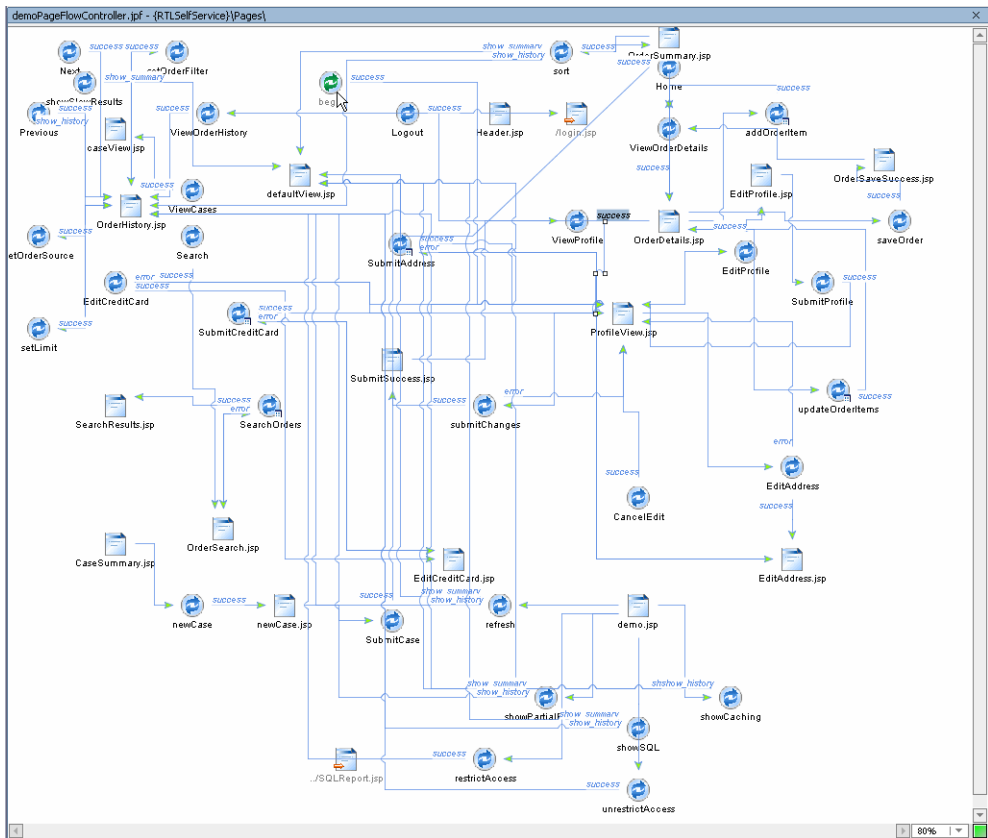 demoPageFlowController.jpf - {RTLSelfService}\Pages\
success success
show_summary
show_history
success
OrderSummary.jsp
Next
sort
success
show_summary
success
Home
success
Previous
show_history
success
caseView.jsp
ViewOrderHistory
Logout
success
Header.jsp
/login.jsp
ViewOrderDetails
addOrderItem
success
OrderSaveSuccess.jsp
success
ViewCases
defaultView.jsp
EditProfile.jsp
success
OrderHistory.jsp
success
ViewProfile
success
OrderDetails.jsp
success
saveOrder
success
etOrderSource
Search
SubmitAddress
success
error
EditProfile
error success
success
EditCreditCard
SubmitProfile
success
success
setLimit
SubmitCreditCard
success
error
ProfileView.jsp
SubmitSuccess.jsp
error
SearchResults.jsp
success
error
SearchOrders
success
submitChanges
updateOrderItems
success
error
success
EditAddress
success
CancelEdit
OrderSearch.jsp
CaseSummary.jsp
EditCreditCard.jsp
EditAddress.jsp
show_summary
show_history
success
newCase
success
newCase.jsp
SubmitCase
refresh
demo.jsp
show_summary
show_history
shshow_history
showPartialF
show_summary
show_history
showCaching
showSQL
../SQLReport.jsp
success
restrictAccess
success
unrestrictAccess
80%